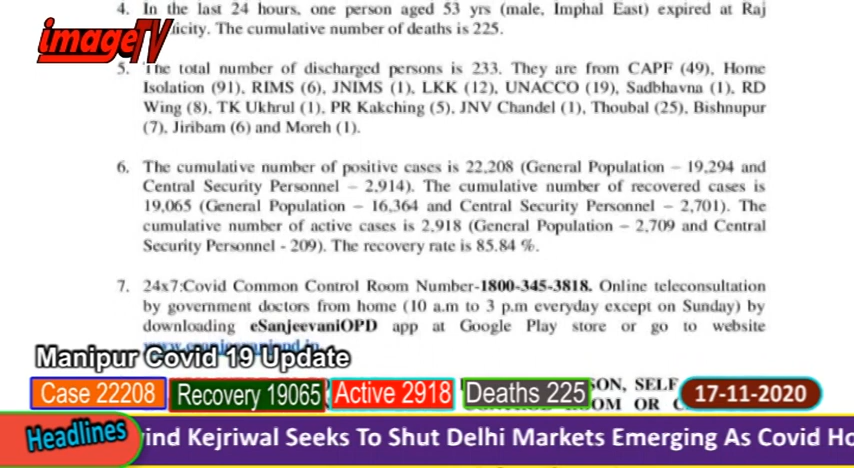 4. In the last 24 hours, one person aged 53 yrs (male, Imphal East) expired at Raj
imageTV
The cumulative number of deaths is 225.
5. The total number of discharged persons is 233. They are from CAPF (49), Home
Isolation (91), RIMS (6), JNIMS (1), LKK (12), UNACCO (19), Sadbhavna (1), RD
Wing (8), TK Ukhrul (1), PR Kakching (5), JNV Chandel (1), Thoubal (25), Bishnupur
(7), Jiribam (6) and Moreh (1).
6. The cumulative number of positive cases is 22,208 (General Population – 19,294 and
Central Security Personnel – 2,914). The cumulative number of recovered cases is
19,065 (General Population – 16,364 and Central Security Personnel – 2,701). The
cumulative number of active cases is 2,918 (General Population – 2,709 and Central
Security Personnel - 209). The recovery rate is 85.84 %.
7. 24x7:Covid Common Control Room Number-1800-345-3818. Online teleconsultation
by government doctors from home (10 a.m to 3 p.m everyday except on Sunday) by
downloading eSanjeevaniOPD app at Google Play store or go to website
Manipur Covid 19 Update
SON, SELF
Case 22208 Recovery 19065 Active 2918 Deaths 225 17-11-2020
OM OR
Headlines vind Kejriwal Seeks To Shut Delhi Markets Emerging As Covid Ho